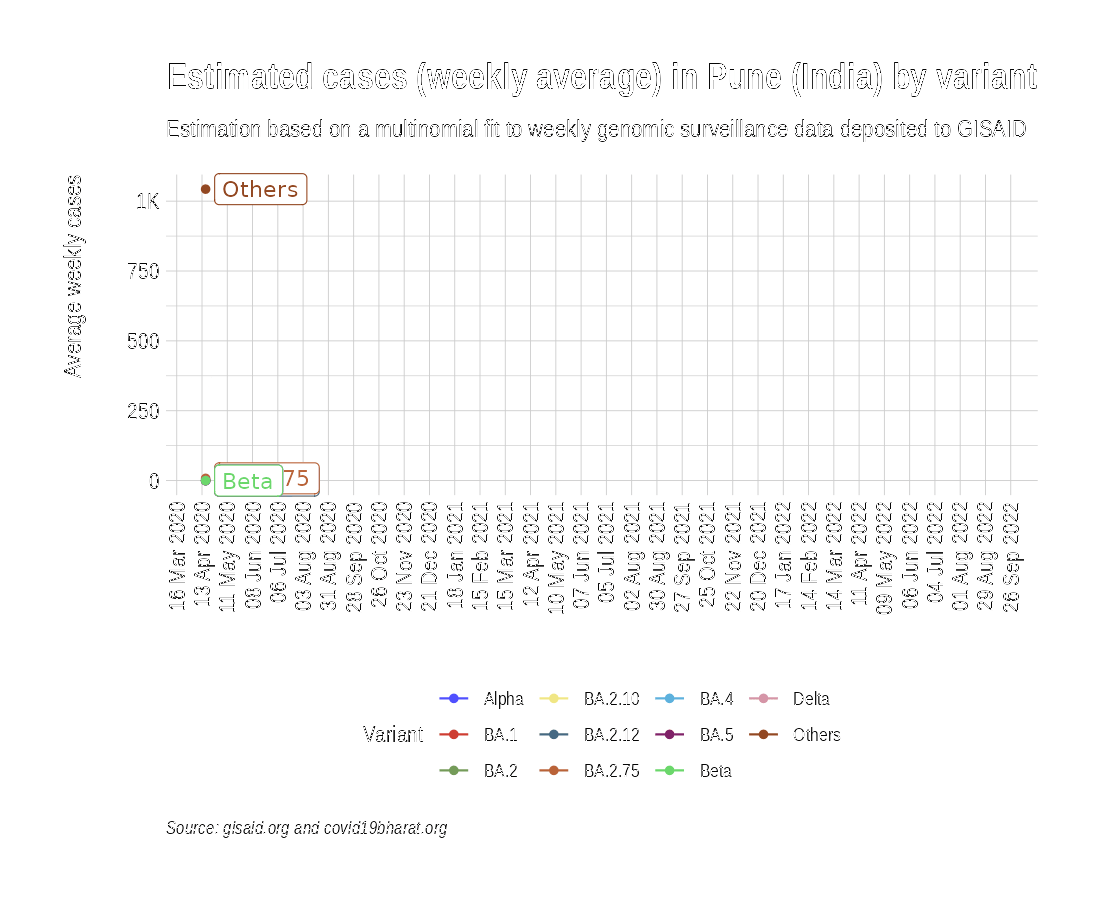 Estimated cases (weekly average) in Pune (India) by variant
Estimation based on a multinomial fit to weekly genomic surveillance data deposited to GISAID
Average weekly cases
1K
750
500
250
0
Others
75
Beta
16 Mar 2020
13 Apr 2020
11 May 2020
08 Jun 2020
06 Jul 2020
03 Aug 2020
31 Aug 2020
28 Sep 2020
26 Oct 2020
23 Nov 2020
21 Dec 2020
18 Jan 2021
15 Feb 2021
15 Mar 2021
12 Apr 2021
10 May 2021
07 Jun 2021
05 Jul 2021
02 Aug 2021
30 Aug 2021
27 Sep 2021
25 Oct 2021
22 Nov 2021
20 Dec 2021
17 Jan 2022
14 Feb 2022
14 Mar 2022
11 Apr 2022
09 May 2022
06 Jun 2022
04 Jul 2022
01 Aug 2022
29 Aug 2022
26 Sep 2022
Variant
Alpha
BA.1
BA.2
BA.2.10
BA.2.12
BA.2.75
BA.4
BA.5
Beta
Delta
Others
Source: gisaid.org and covid19bharat.org